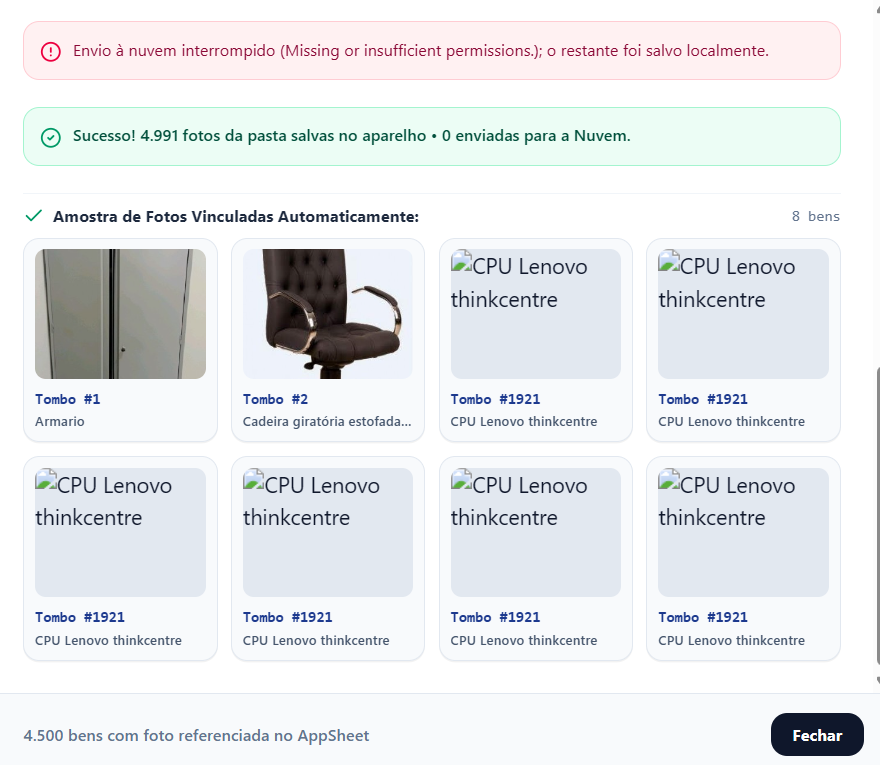 Envio à nuvem interrompido (Missing or insufficient permissions.); o restante foi salvo localmente.
Sucesso! 4.991 fotos da pasta salvas no aparelho • 0 enviadas para a Nuvem.
Amostra de Fotos Vinculadas Automaticamente:
8 bens
CPU Lenovo
thinkcentre
CPU Lenovo
thinkcentre
Tombo #1
Armario
Tombo #2
Cadeira giratória estofada...
Tombo #1921
CPU Lenovo thinkcentre
Tombo #1921
CPU Lenovo thinkcentre
CPU Lenovo
thinkcentre
CPU Lenovo
thinkcentre
CPU Lenovo
thinkcentre
CPU Lenovo
thinkcentre
Tombo #1921
CPU Lenovo thinkcentre
Tombo #1921
CPU Lenovo thinkcentre
Tombo #1921
CPU Lenovo thinkcentre
Tombo #1921
CPU Lenovo thinkcentre
4.500 bens com foto referenciada no AppSheet
Fechar